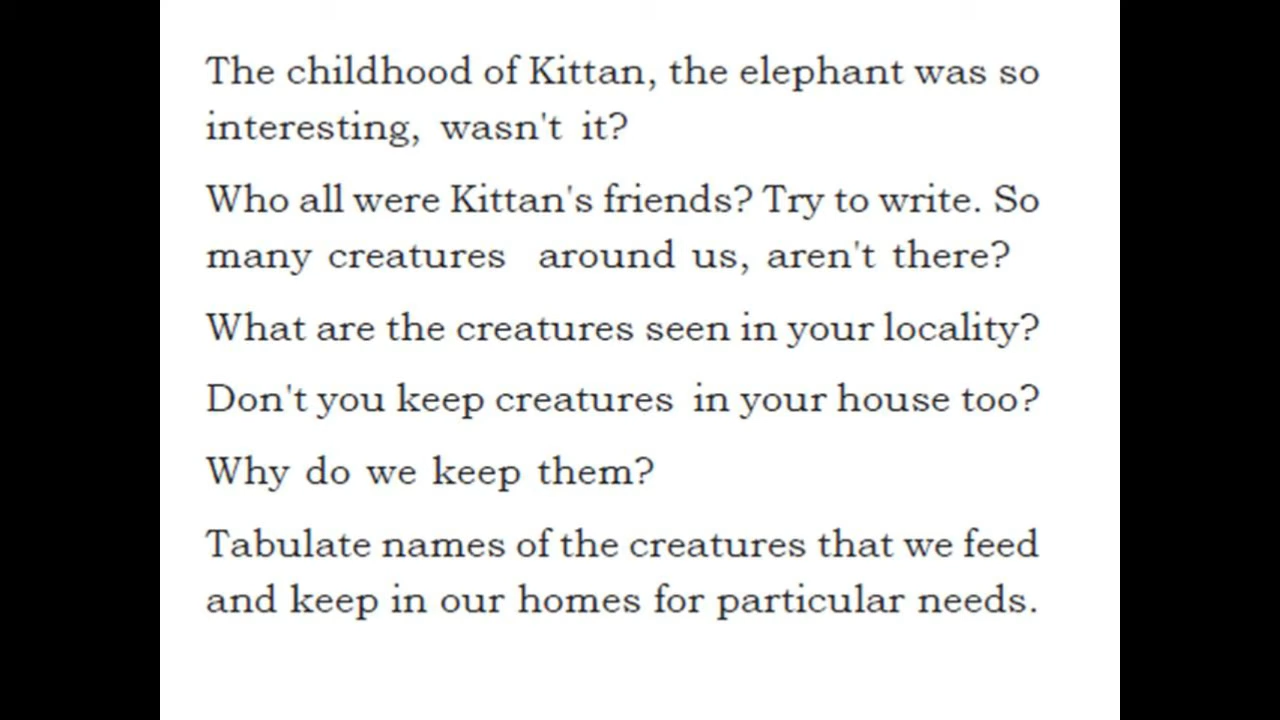 The childhood of Kittan, the elephant was so
interesting, wasn't it?
Who all were Kittan's friends? Try to write. So
many creatures around us, aren't there?
What are the creatures seen in your locality?
Don't you keep creatures in your house too?
Why do we keep them?
Tabulate names of the creatures that we feed
and keep in our homes for particular needs.